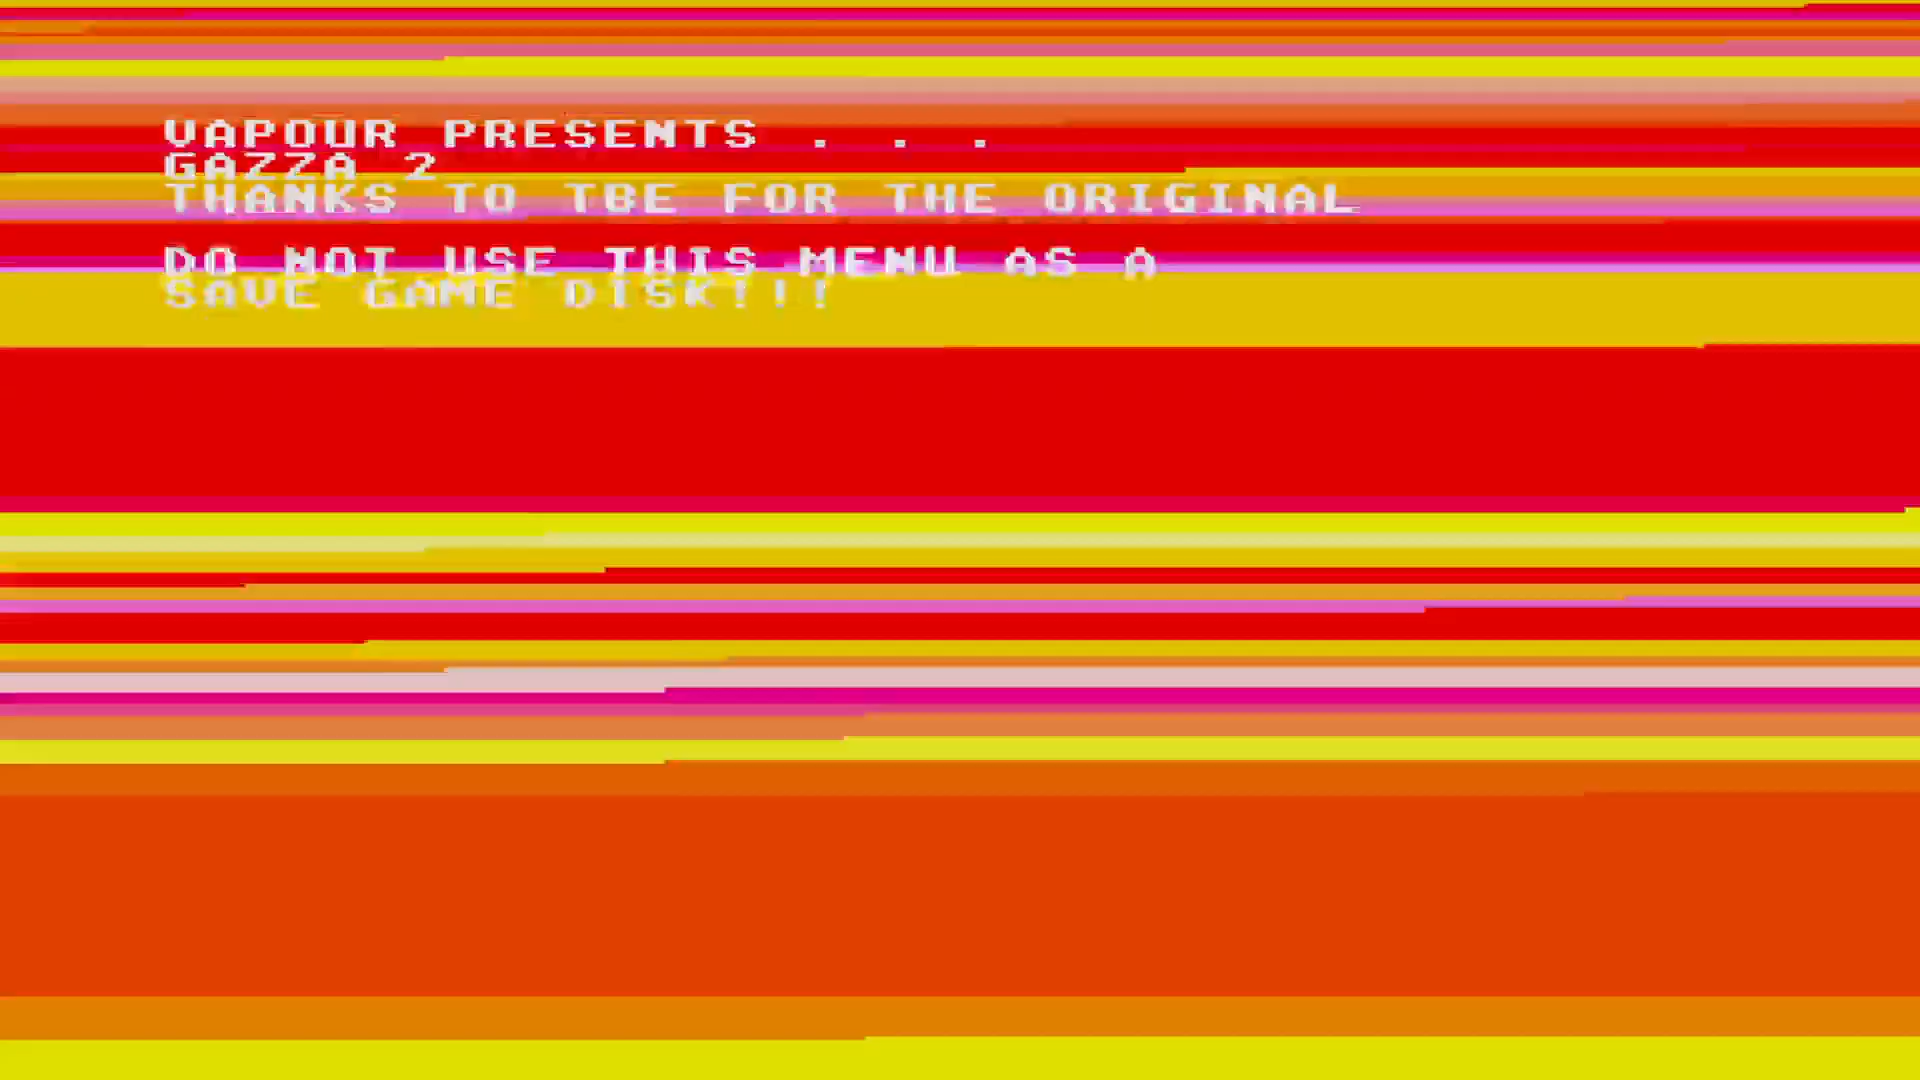 VAPOUR PRESENTS . . .
GAZZA 2
THANKS TO TBE FOR THE ORIGINAL
DO NOT USE THIS MENU AS A
SAVE GAME DISK!!!